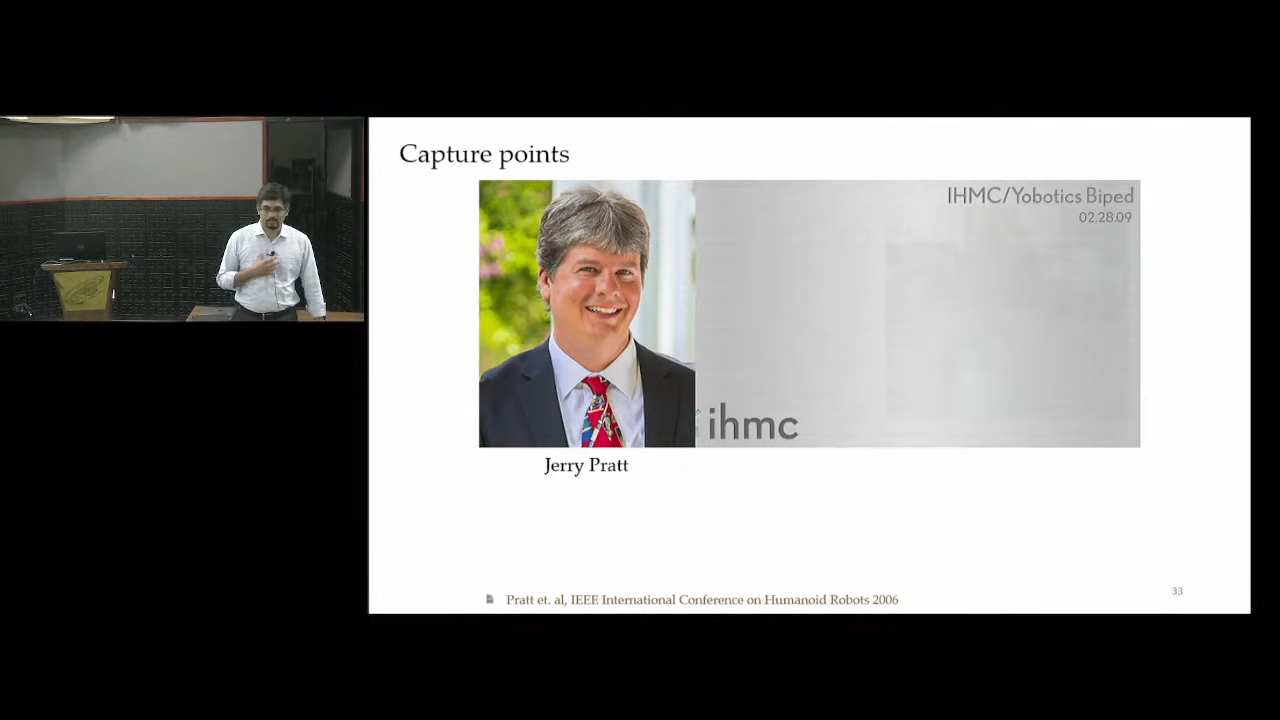 Capture points
IHMC/Yobotics Biped
02.28.09
ihmc
Jerry Pratt
Pratt et. al, IEEE International Conference on Humanoid Robots 2006
33